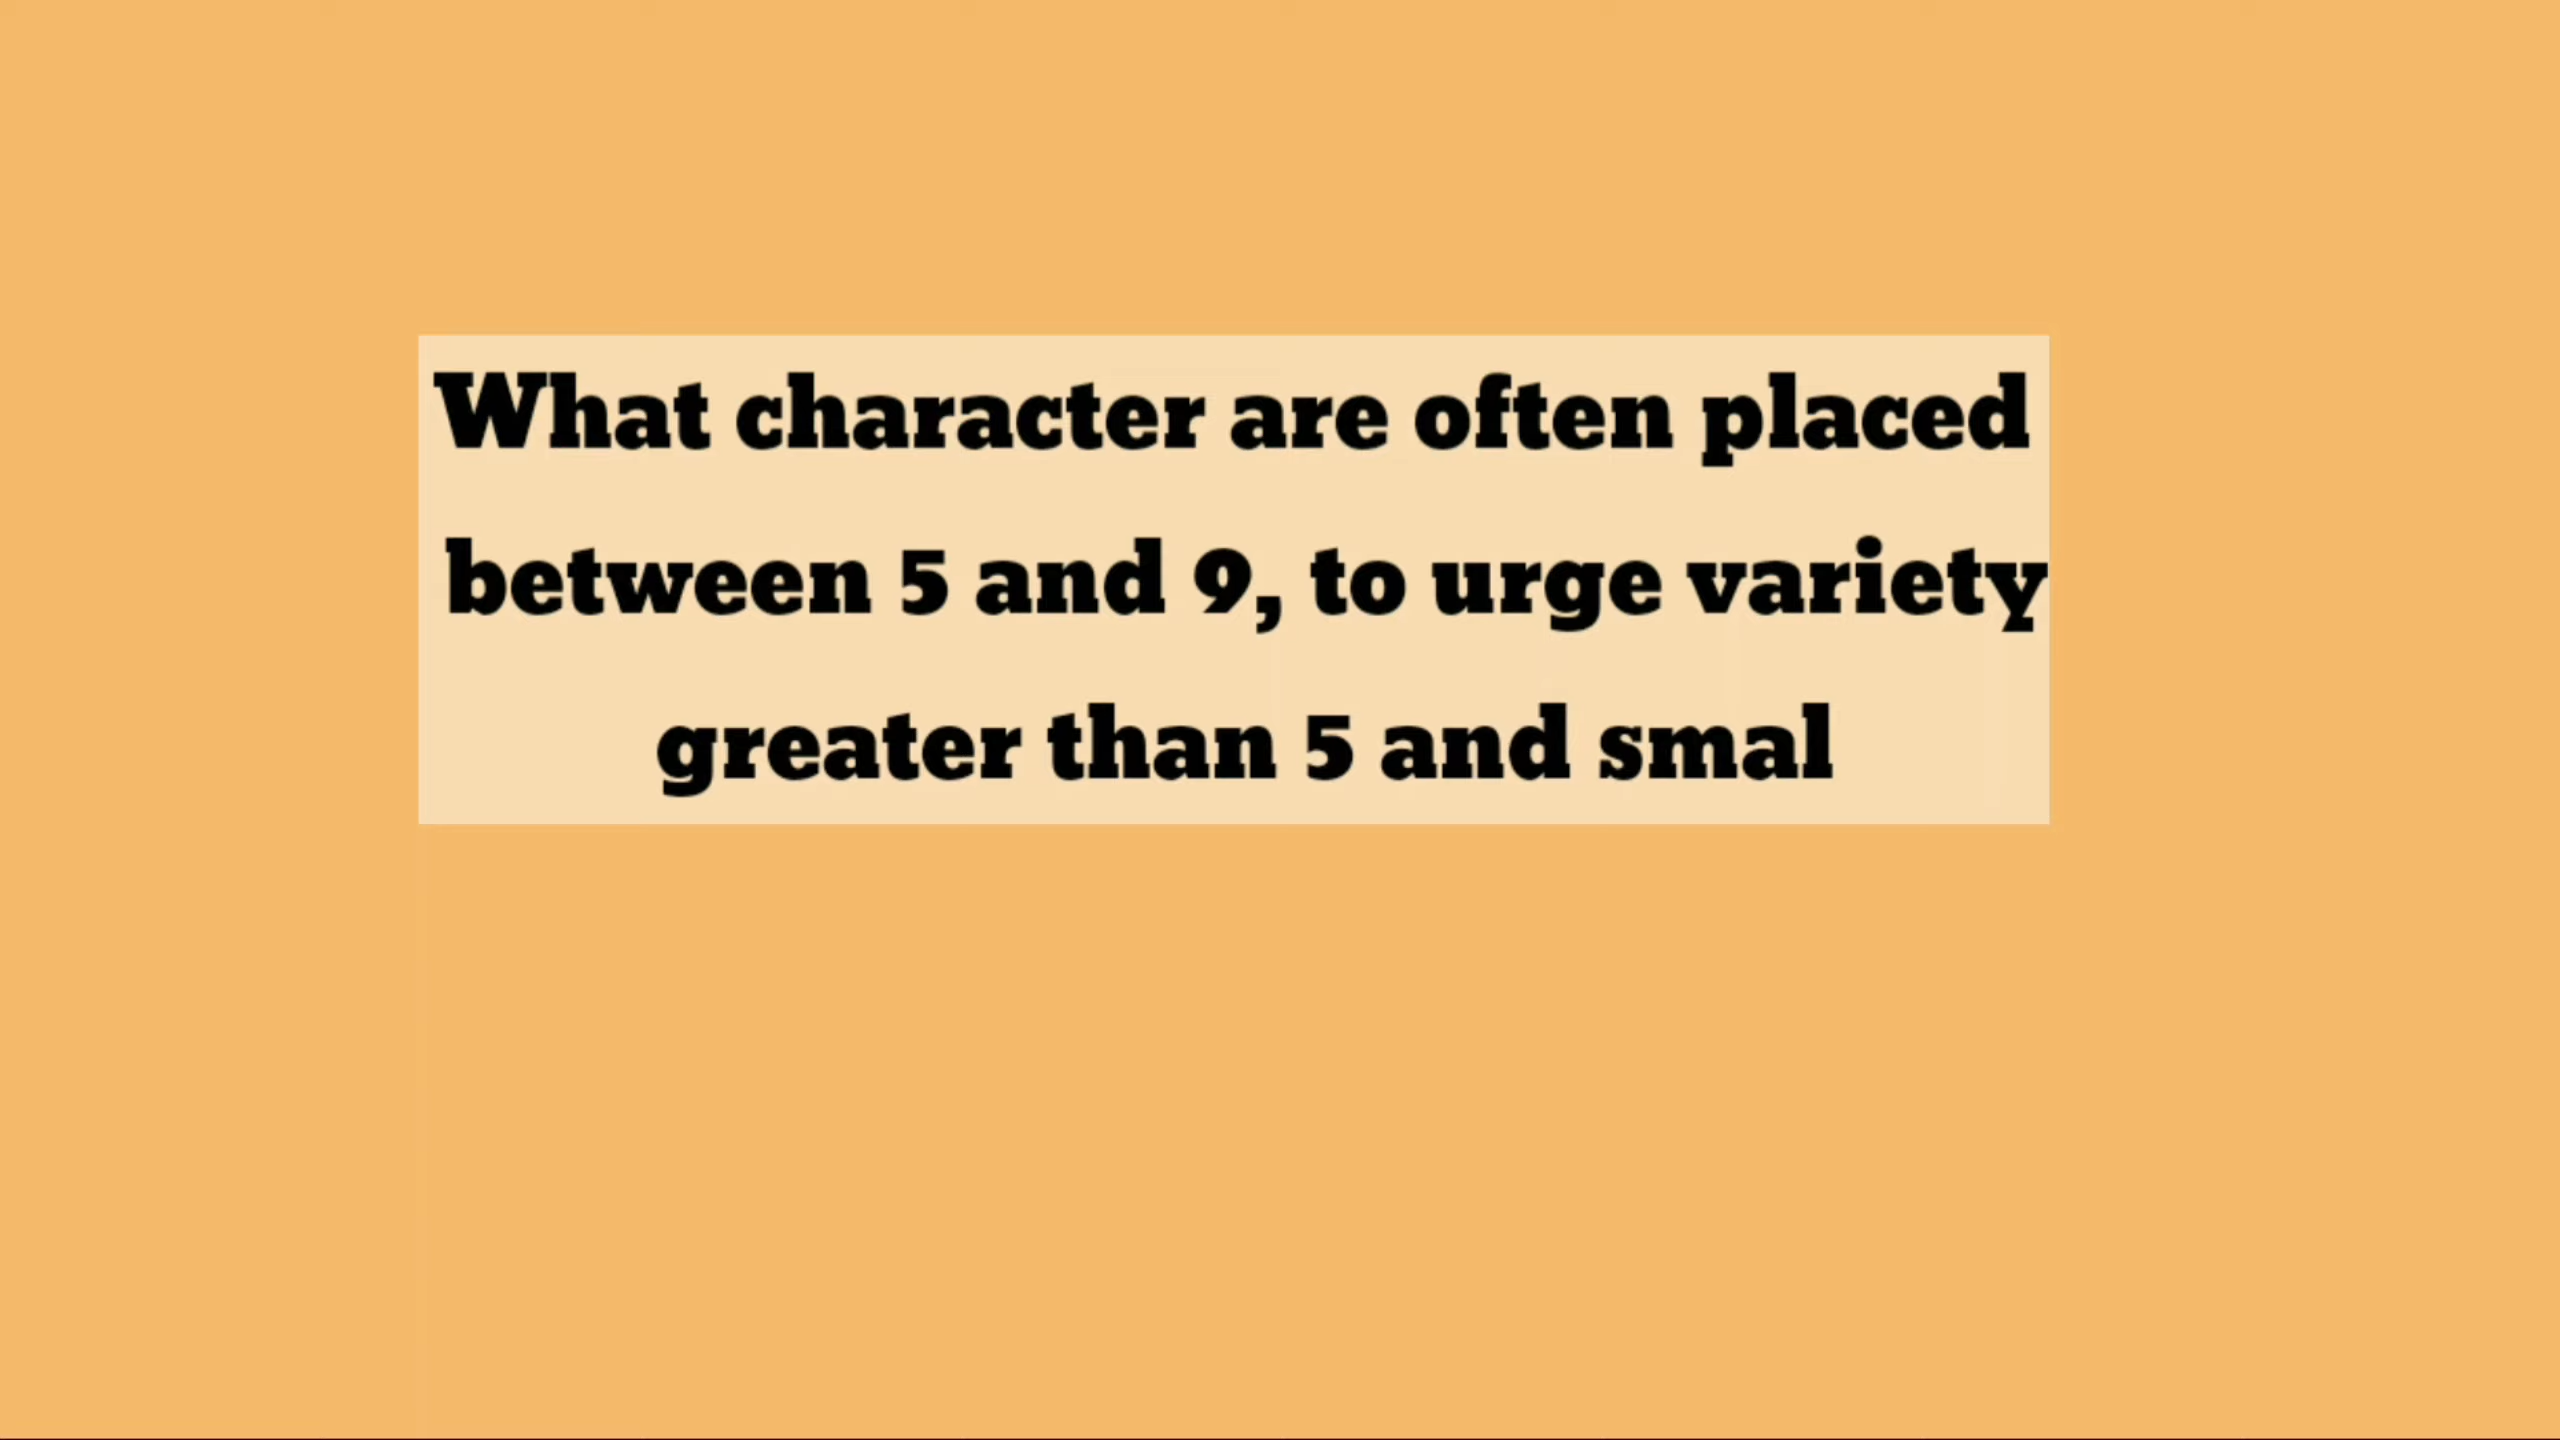 What character are often placed
between 5 and 9, to urge variety
greater than 5 and smal